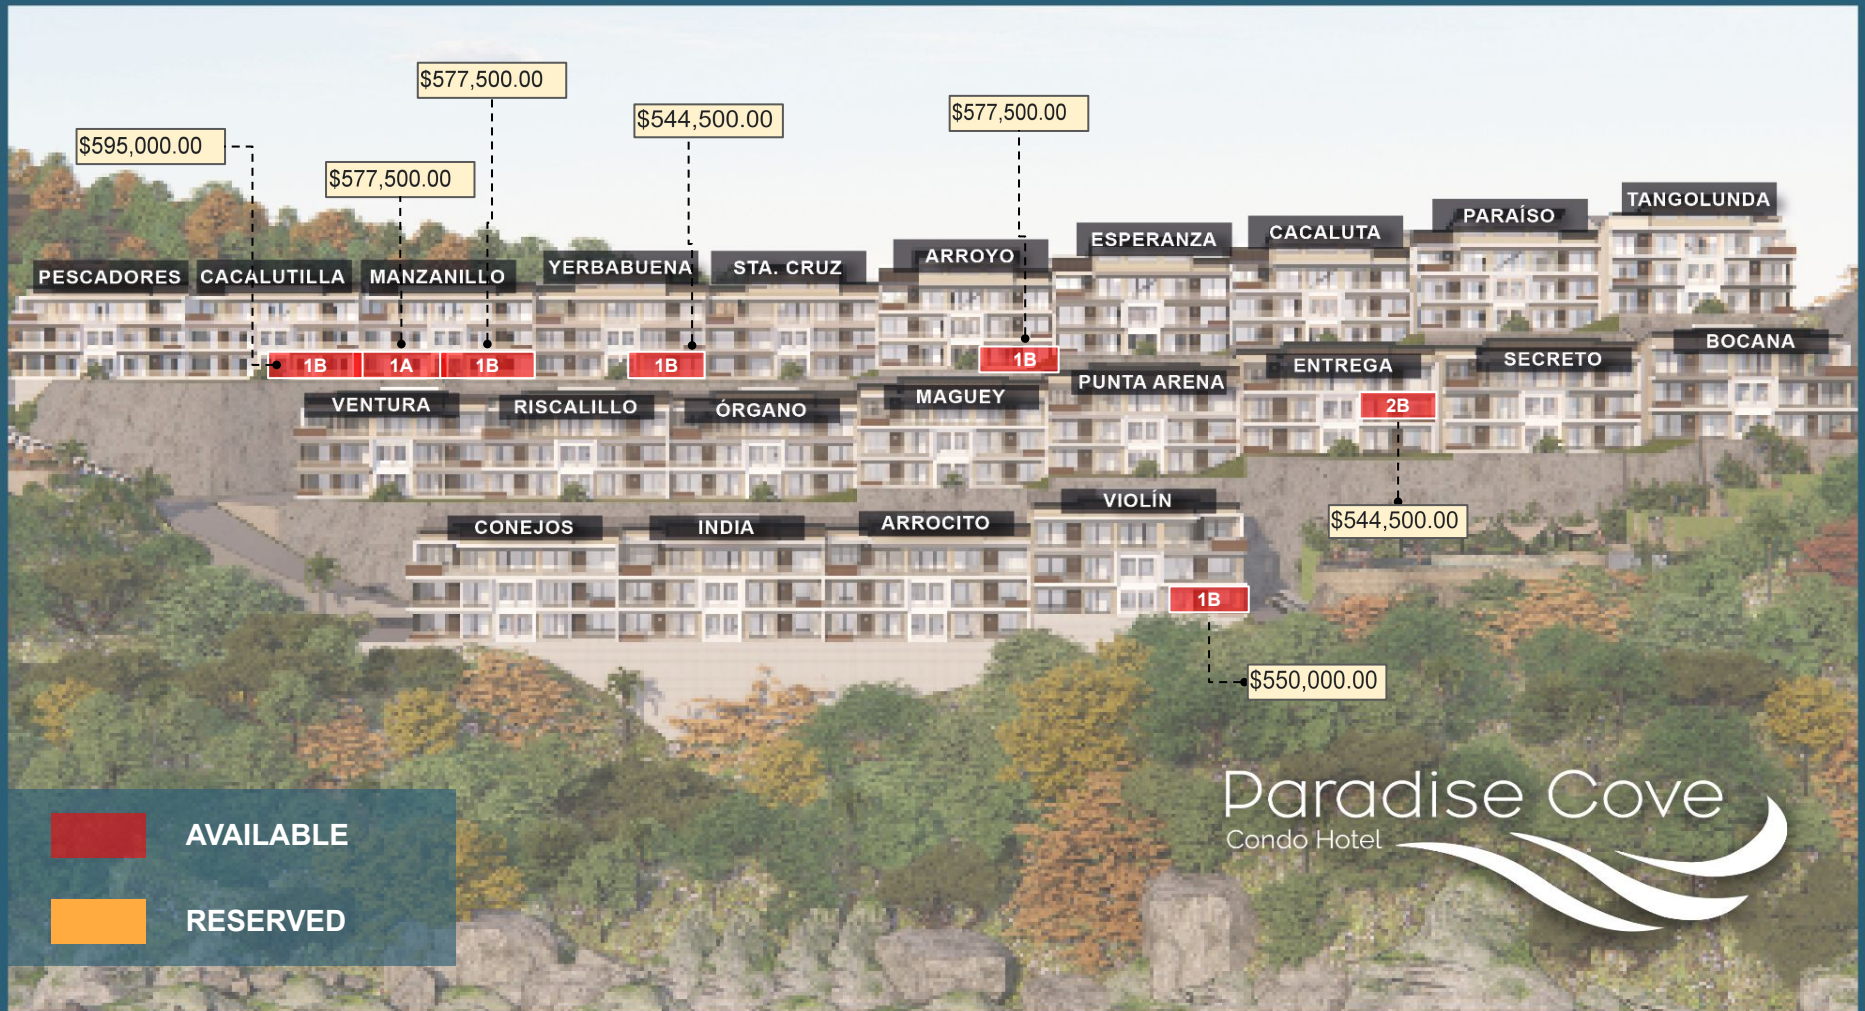 $577,500.00
$544,500.00
$577,500.00
$595,000.00
$577,500.00
TANGOLUNDA
PARAÍSO
CACALUTA
ESPERANZA
ARROYO
STA. CRUZ
YERBABUENA
MANZANILLO
CACALUTILLA
PESCADORES
1B
1A
1B
1B
1B
BOCANA
SECRETO
ENTREGA
PUNTA ARENA
MAGUEY
ÓRGANO
RISCALILLO
VENTURA
2B
$544,500.00
VIOLÍN
ARROCITO
INDIA
CONEJOS
1B
$550,000.00
Paradise Cove
Condo Hotel
AVAILABLE
RESERVED